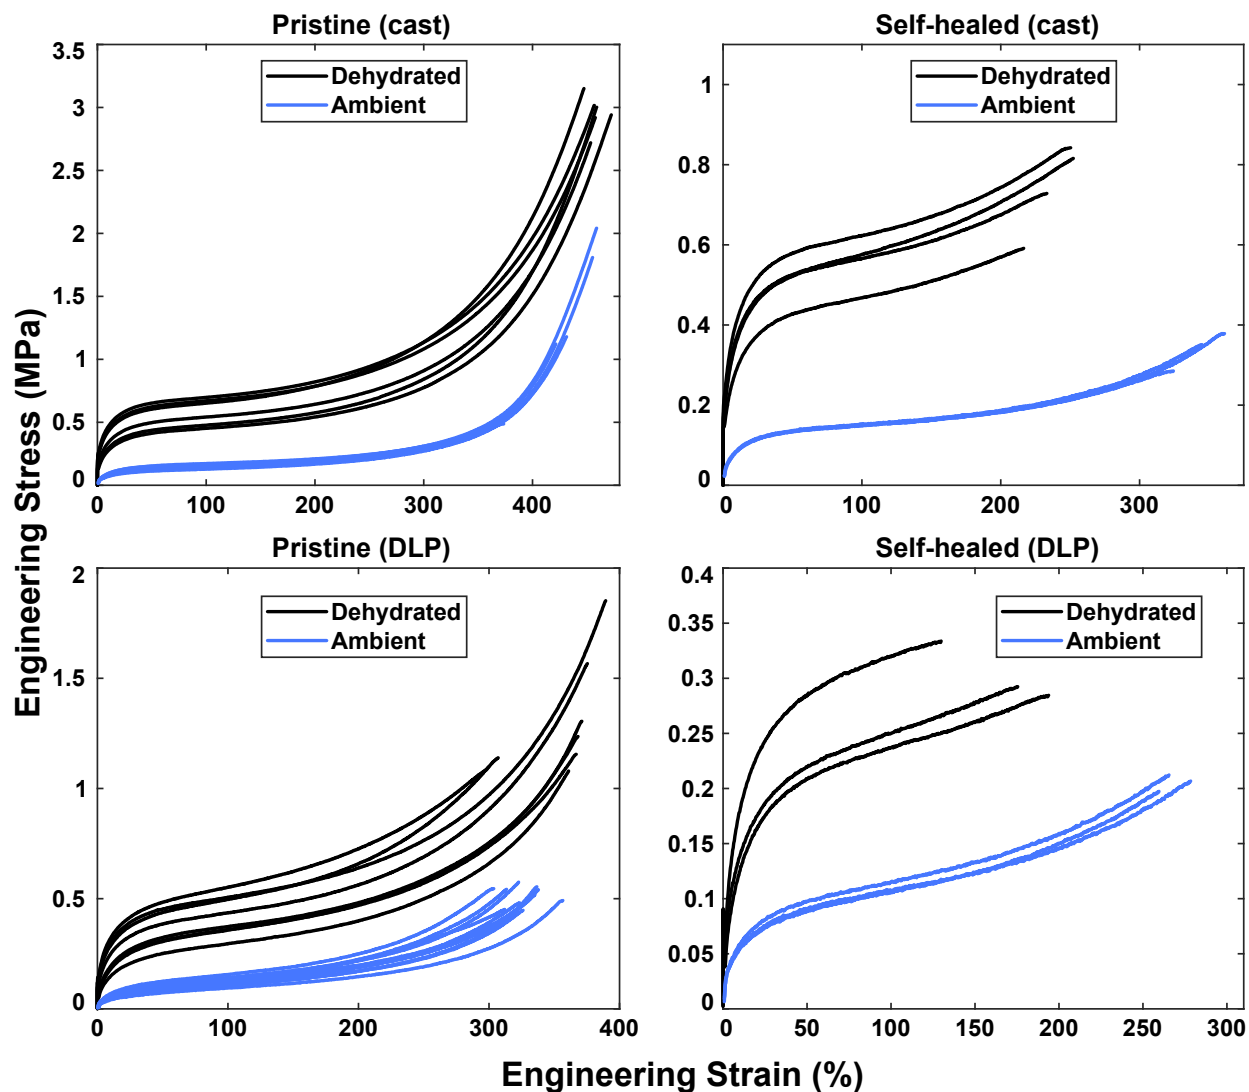 Pristine (cast)
Self-healed (cast)
3.5
3
2.5
2
1.5
1
0.5
0
Dehydrated
Ambient
0 100 200 300 400
1
0.8
0.6
0.4
0.2
0
Dehydrated
Ambient
0 100 200 300
Engineering Stress (MPa)
Pristine (DLP)
Self-healed (DLP)
2
1.5
1
0.5
0
Dehydrated
Ambient
0 100 200 300 400
0.4
0.35
0.3
0.25
0.2
0.15
0.1
0.05
0
Dehydrated
Ambient
0 50 100 150 200 250 300
Engineering Strain (%)